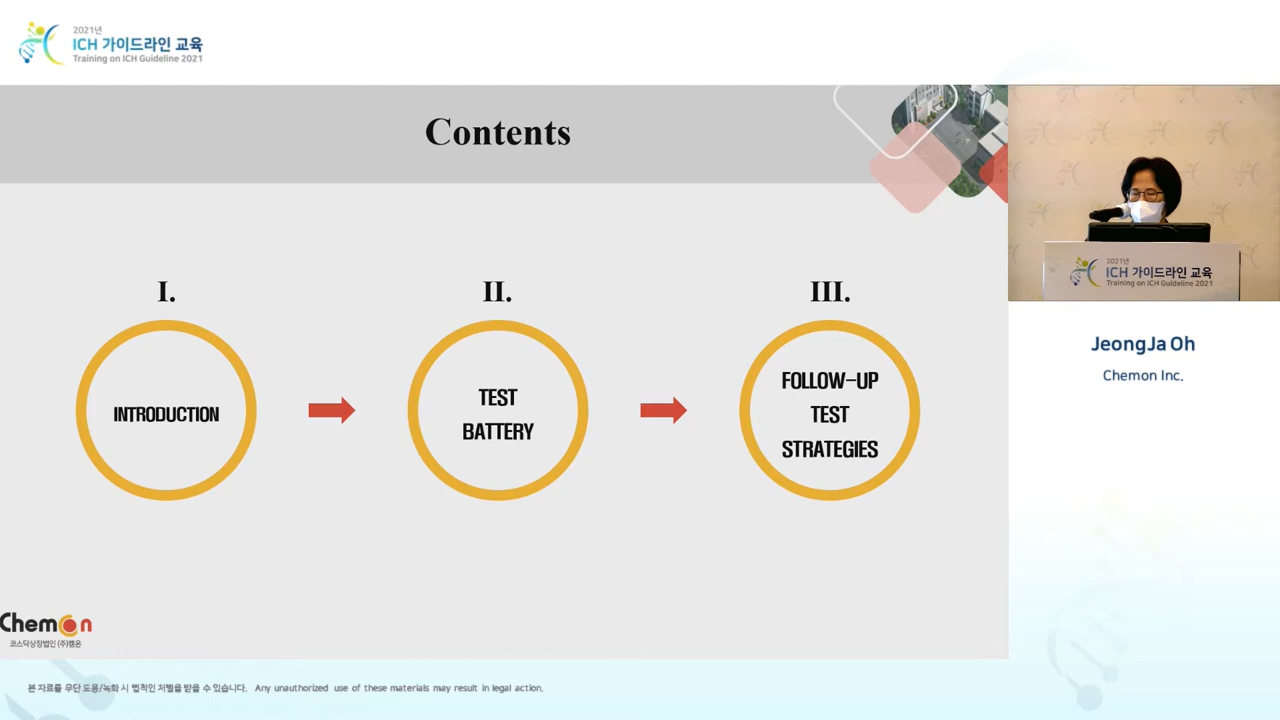 2021년
ICH 가이드라인 교육
Training on ICH Guideline 2021
Contents
I.
INTRODUCTION
II.
TEST
BATTERY
III.
FOLLOW-UP
TEST
STRATEGIES
2021년
ICH 가이드라인 교육
Training on ICH Guideline 2021
JeongJa Oh
Chemon Inc.
Chemon
코스닥상장법인 (주)켐온
본 자료를 무단 도용/녹화 시 법적인 처벌을 받을 수 있습니다. Any unauthorized use of these materials may result in legal action.